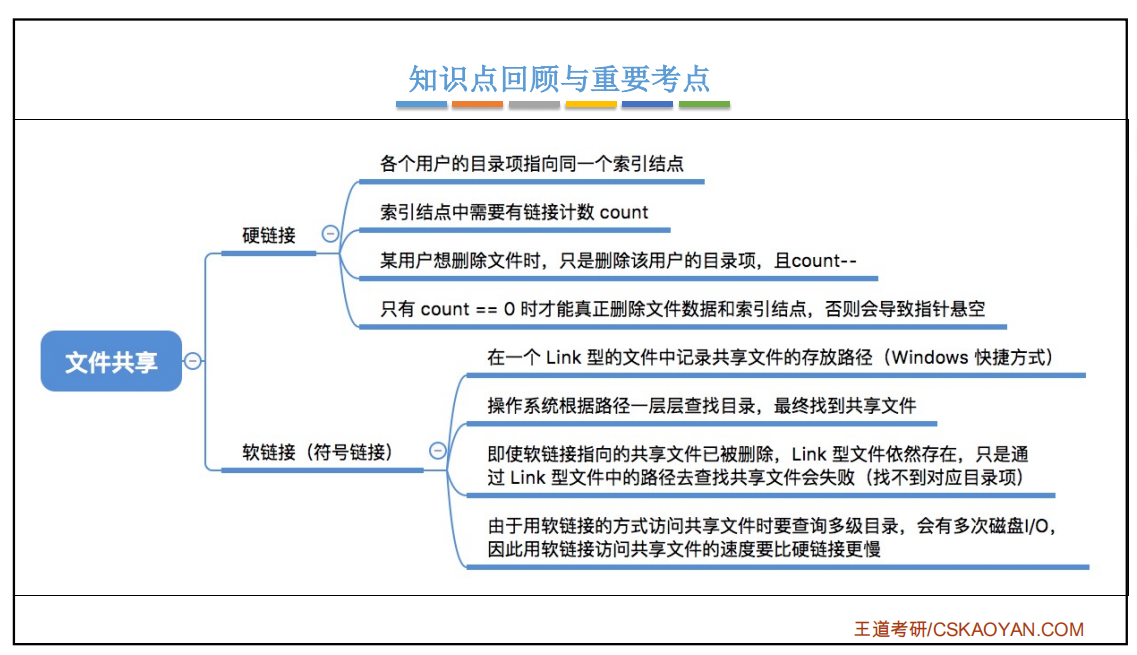 知识点回顾与重要考点
各个用户的目录项指向同一个索引结点
索引结点中需要有链接计数 count
硬链接
某用户想删除文件时，只是删除该用户的目录项，且count--
只有 count == 0 时才能真正删除文件数据和索引结点，否则会导致指针悬空
文件共享
在一个 Link 型的文件中记录共享文件的存放路径（Windows 快捷方式）
操作系统根据路径一层层查找目录，最终找到共享文件
软链接（符号链接）
即使软链接指向的共享文件已被删除，Link 型文件依然存在，只是通
过 Link 型文件中的路径去查找共享文件会失败（找不到对应目录项）
由于用软链接的方式访问共享文件时要查询多级目录，会有多次磁盘I/O，
因此用软链接访问共享文件的速度要比硬链接更慢
王道考研/CSKAOYAN.COM